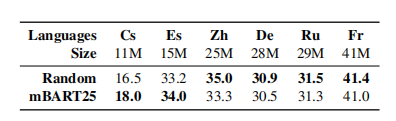 Languages Cs Es Zh De Ru Fr
Size 11M 15M 25M 28M 29M 41M
Random 16.5 33.2 35.0 30.9 31.5 41.4
mBART25 18.0 34.0 33.3 30.5 31.3 41.0